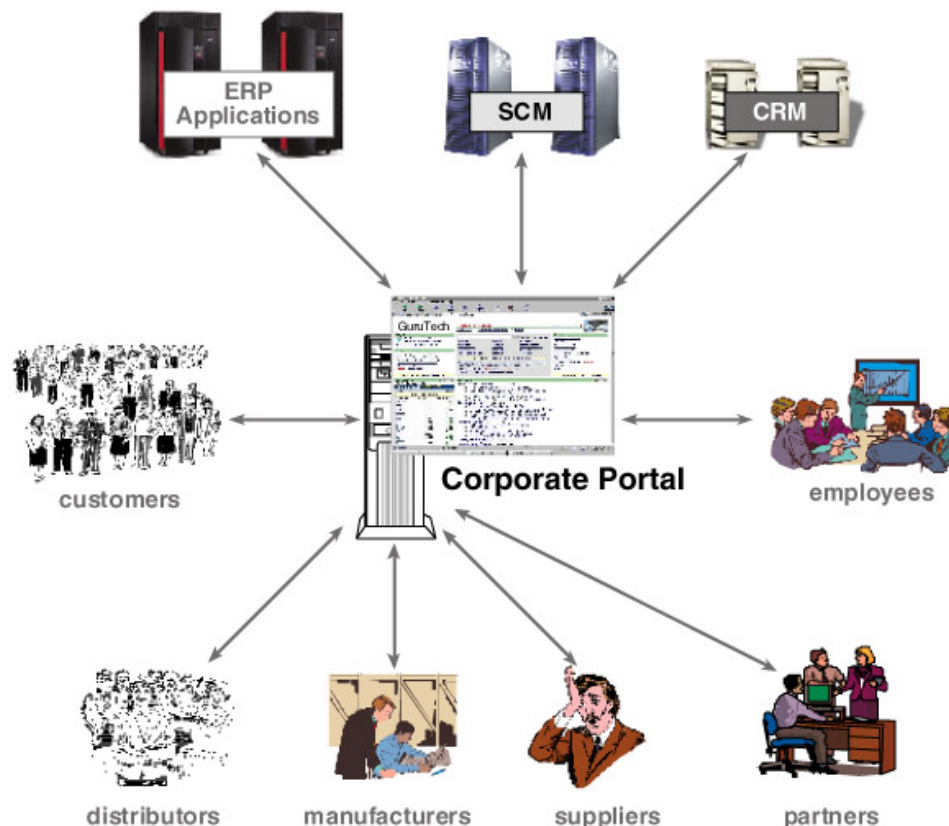 ERP
Applications
SCM
CRM
GuruTech
customers
Corporate Portal
employees
distributors
manufacturers
suppliers
partners